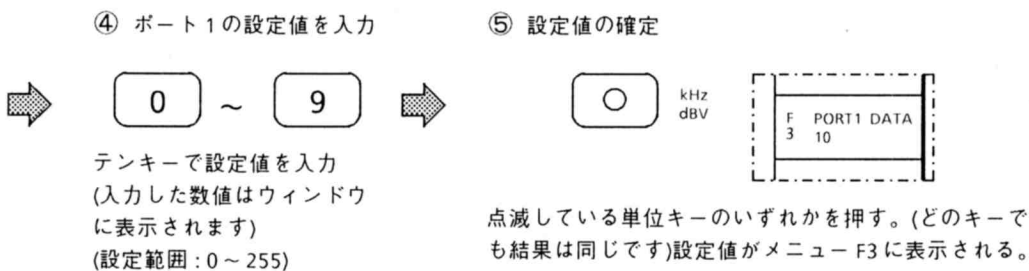 ④ ポート1の設定値を入力
0 ～ 9
テンキーで設定値を入力
(入力した数値はウィンドウ
に表示されます)
(設定範囲:0～255)
⑤ 設定値の確定
kHz
dBV
F PORT1 DATA
3 10
点滅している単位キーのいずれかを押す。(どのキーで
も結果は同じです)設定値がメニューF3に表示される。